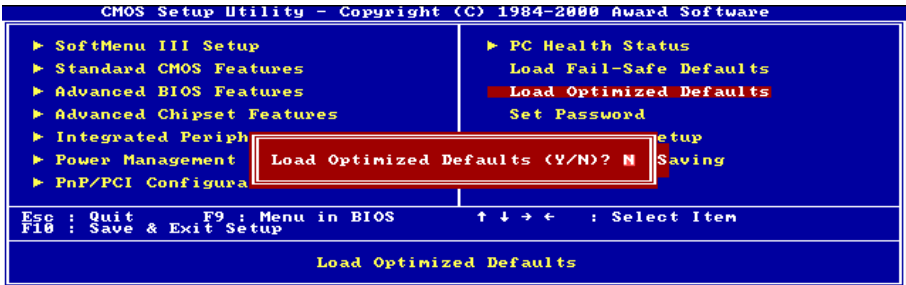 CMOS Setup Utility - Copyright (C) 1984-2000 Award Software
SoftMenu III Setup
Standard CMOS Features
Advanced BIOS Features
Advanced Chipset Features
Integrated Periph
Power Management
PnP/PCI Configura
PC Health Status
Load Fail-Safe Defaults
Load Optimized Defaults
Set Password
etup
Saving
Load Optimized Defaults (Y/N)? N
Esc : Quit F9 : Menu in BIOS ↑ ↓ → ← : Select Item
F10 : Save & Exit Setup
Load Optimized Defaults